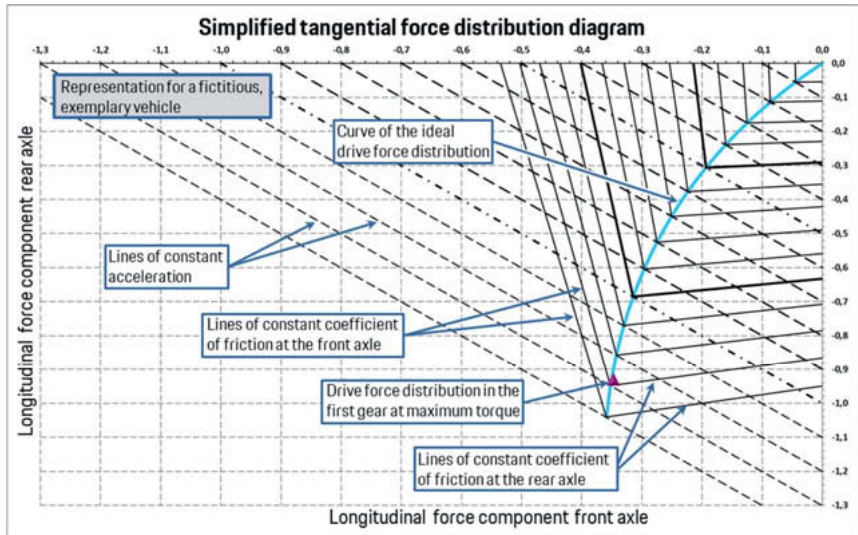 Simplified tangential force distribution diagram
-1,3 -1,2 -1,1 -1,0 -0,9 -0,8 -0,7 -0,6 -0,5 -0,4 -0,3 -0,2 -0,1 0,0
0,0
Representation for a fictitious,
exemplary vehicle
-0,1
Curve of the ideal
drive force distribution
-0,2
-0,3
-0,4
-0,5
Lines of constant
acceleration
-0,6
-0,7
Lines of constant coefficient
of friction at the front axle
-0,8
-0,9
Drive force distribution in the
first gear at maximum torque
-1,0
-1,1
Lines of constant coefficient
of friction at the rear axle
-1,2
-1,3
Longitudinal force component rear axle
Longitudinal force component front axle